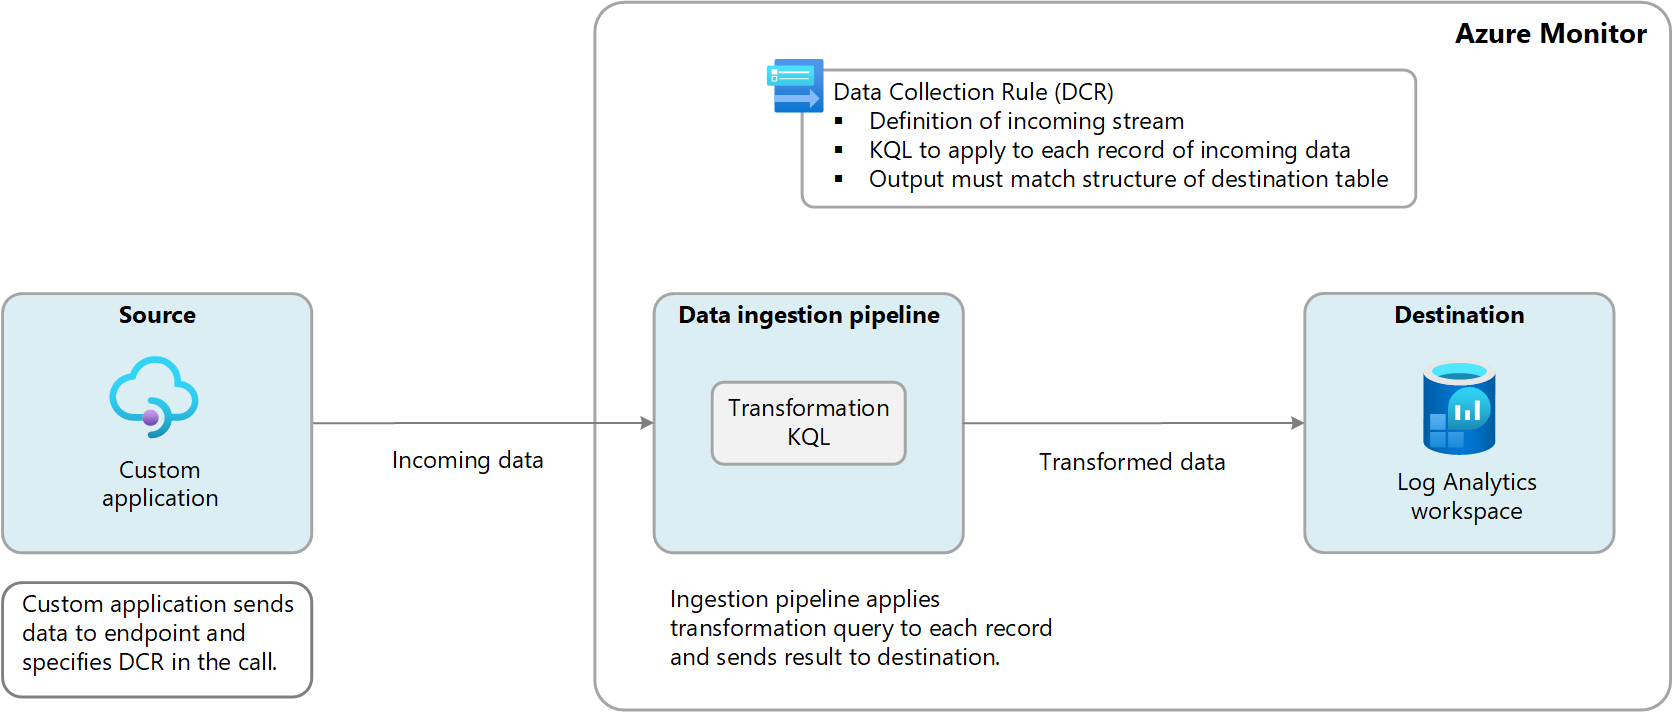 Azure Monitor
Data Collection Rule (DCR)
▪ Definition of incoming stream
▪ KQL to apply to each record of incoming data
▪ Output must match structure of destination table
Source
Custom
application
Custom application sends
data to endpoint and
specifies DCR in the call.
Incoming data
Data ingestion pipeline
Transformation
KQL
Ingestion pipeline applies
transformation query to each record
and sends result to destination.
Transformed data
Destination
Log Analytics
workspace